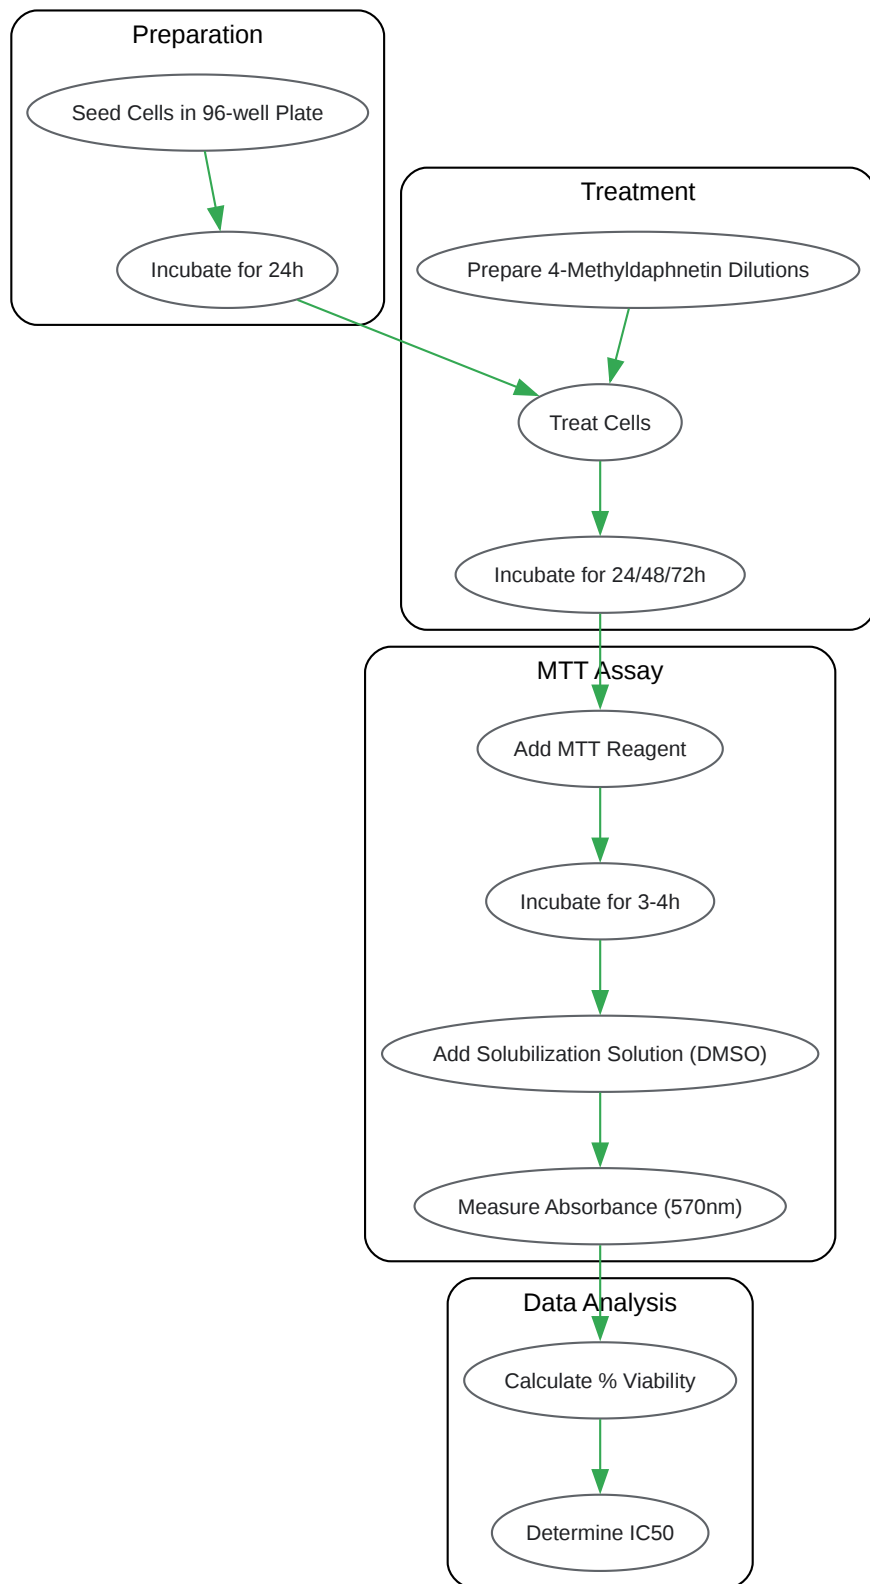 Preparation
Seed Cells in 96-well Plate
Incubate for 24h
Treatment
Prepare 4-Methyldaphnetin Dilutions
Treat Cells
Incubate for 24/48/72h
MTT Assay
Add MTT Reagent
Incubate for 3-4h
Add Solubilization Solution (DMSO)
Measure Absorbance (570nm)
Data Analysis
Calculate % Viability
Determine IC50